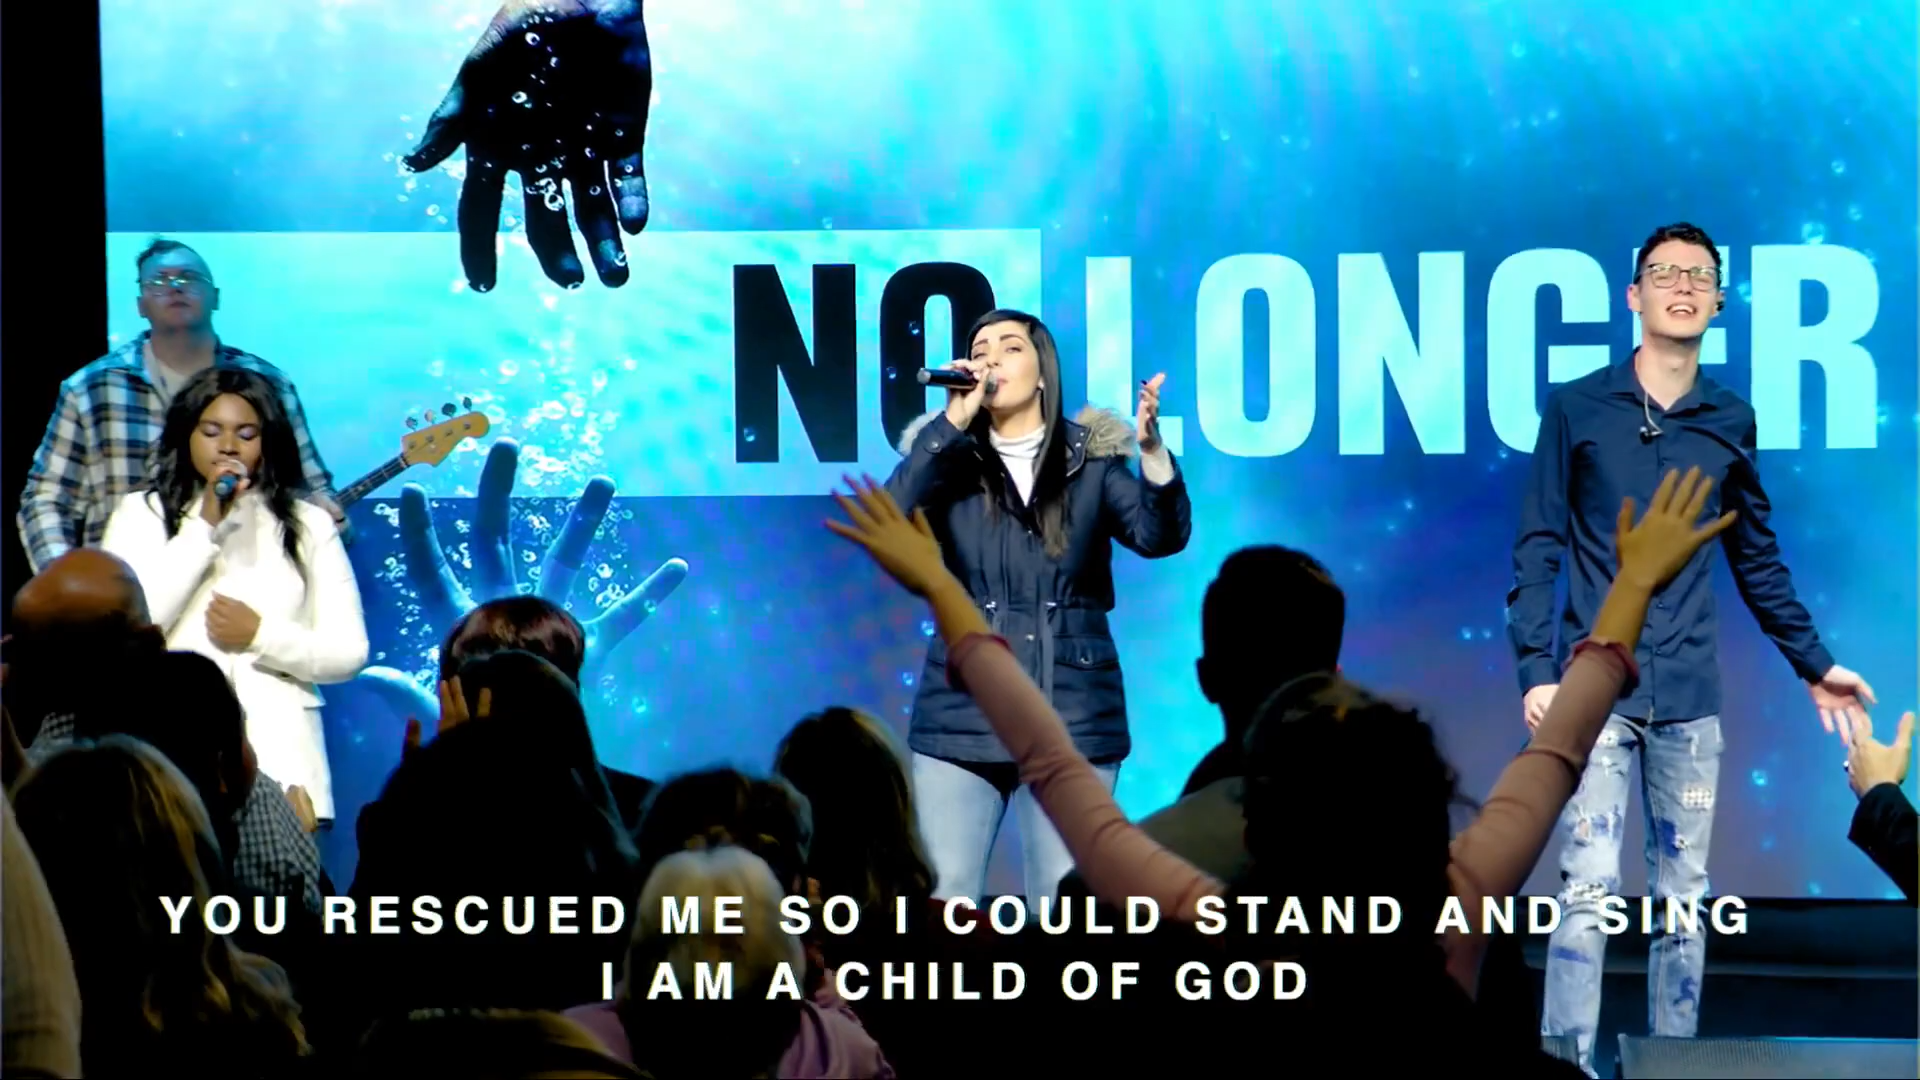 NO LONGER
YOU RESCUED ME SO I COULD STAND AND SING
I AM A CHILD OF GOD